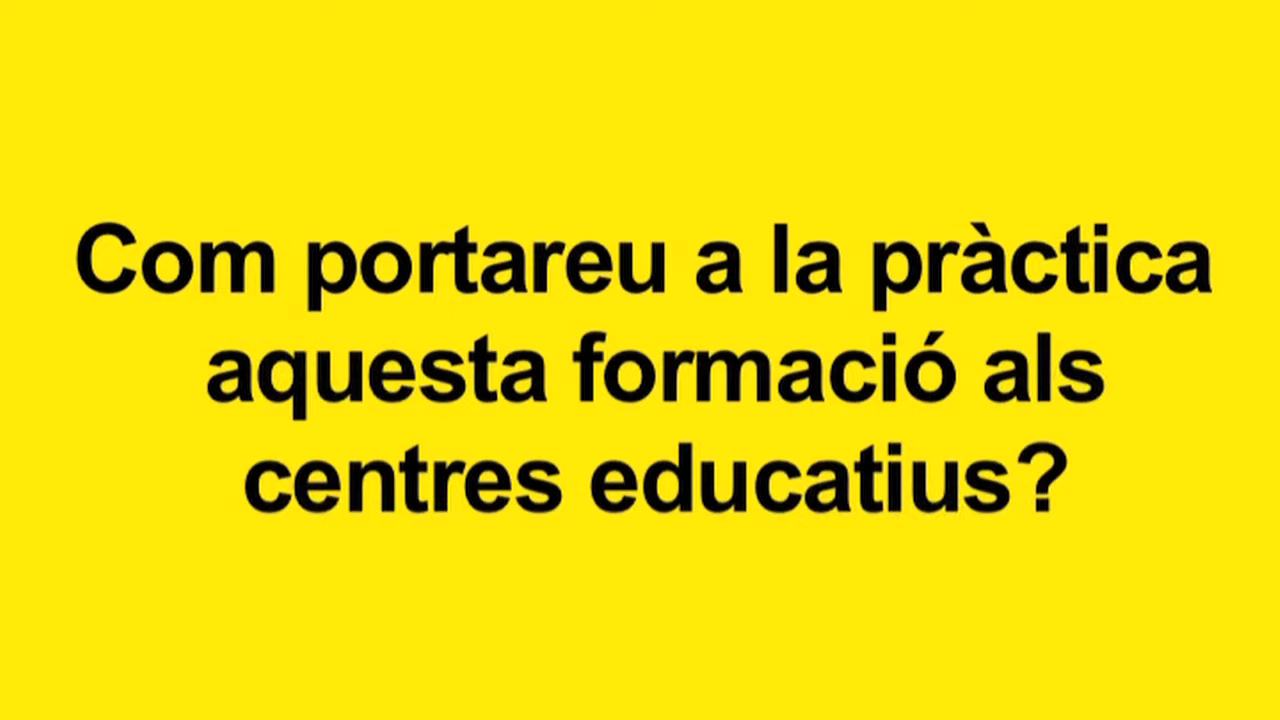 Com portareu a la pràctica
aquesta formació als
centres educatius?